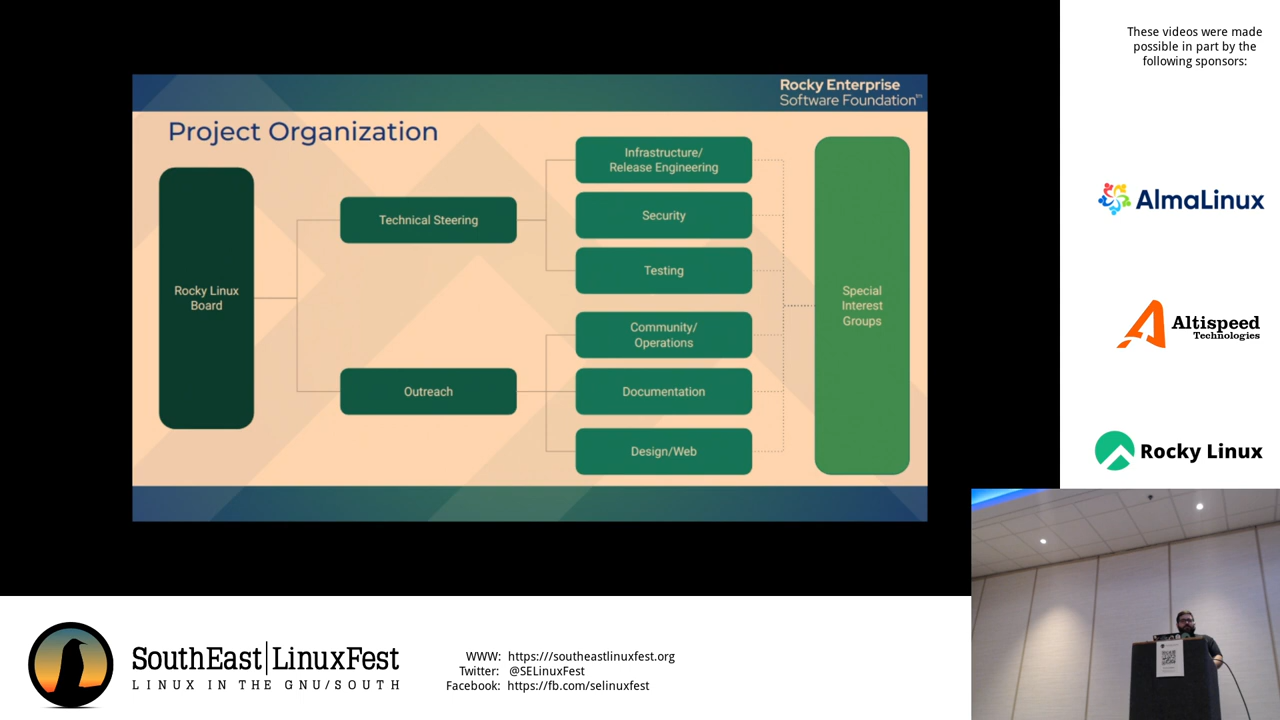 These videos were made
possible in part by the
following sponsors:
Rocky Enterprise
Software Foundation™
Project Organization
Rocky Linux
Board
Technical Steering
Outreach
Infrastructure/
Release Engineering
Security
Testing
Community/
Operations
Documentation
Design/Web
Special
Interest
Groups
AlmaLinux
Altispeed
Technologies
Rocky Linux
SouthEast|LinuxFest
LINUX IN THE GNU/SOUTH
WWW: https:///southeastlinuxfest.org
Twitter: @SELinuxFest
Facebook: https://fb.com/selinuxfest